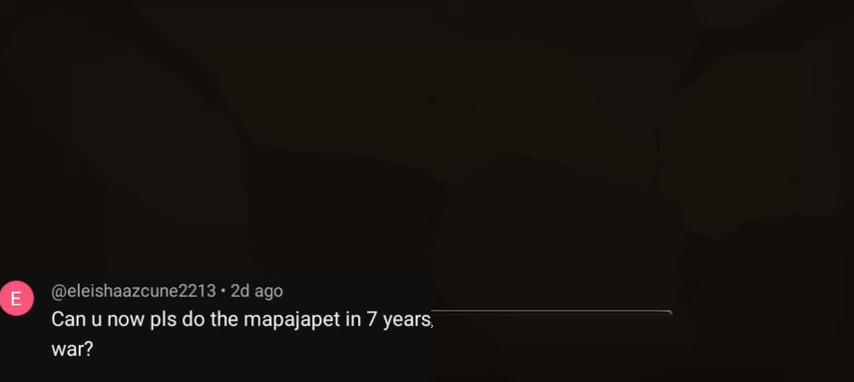 E
@eleishaazcune2213 • 2d ago
Can u now pls do the mapajapet in 7 years,
war?